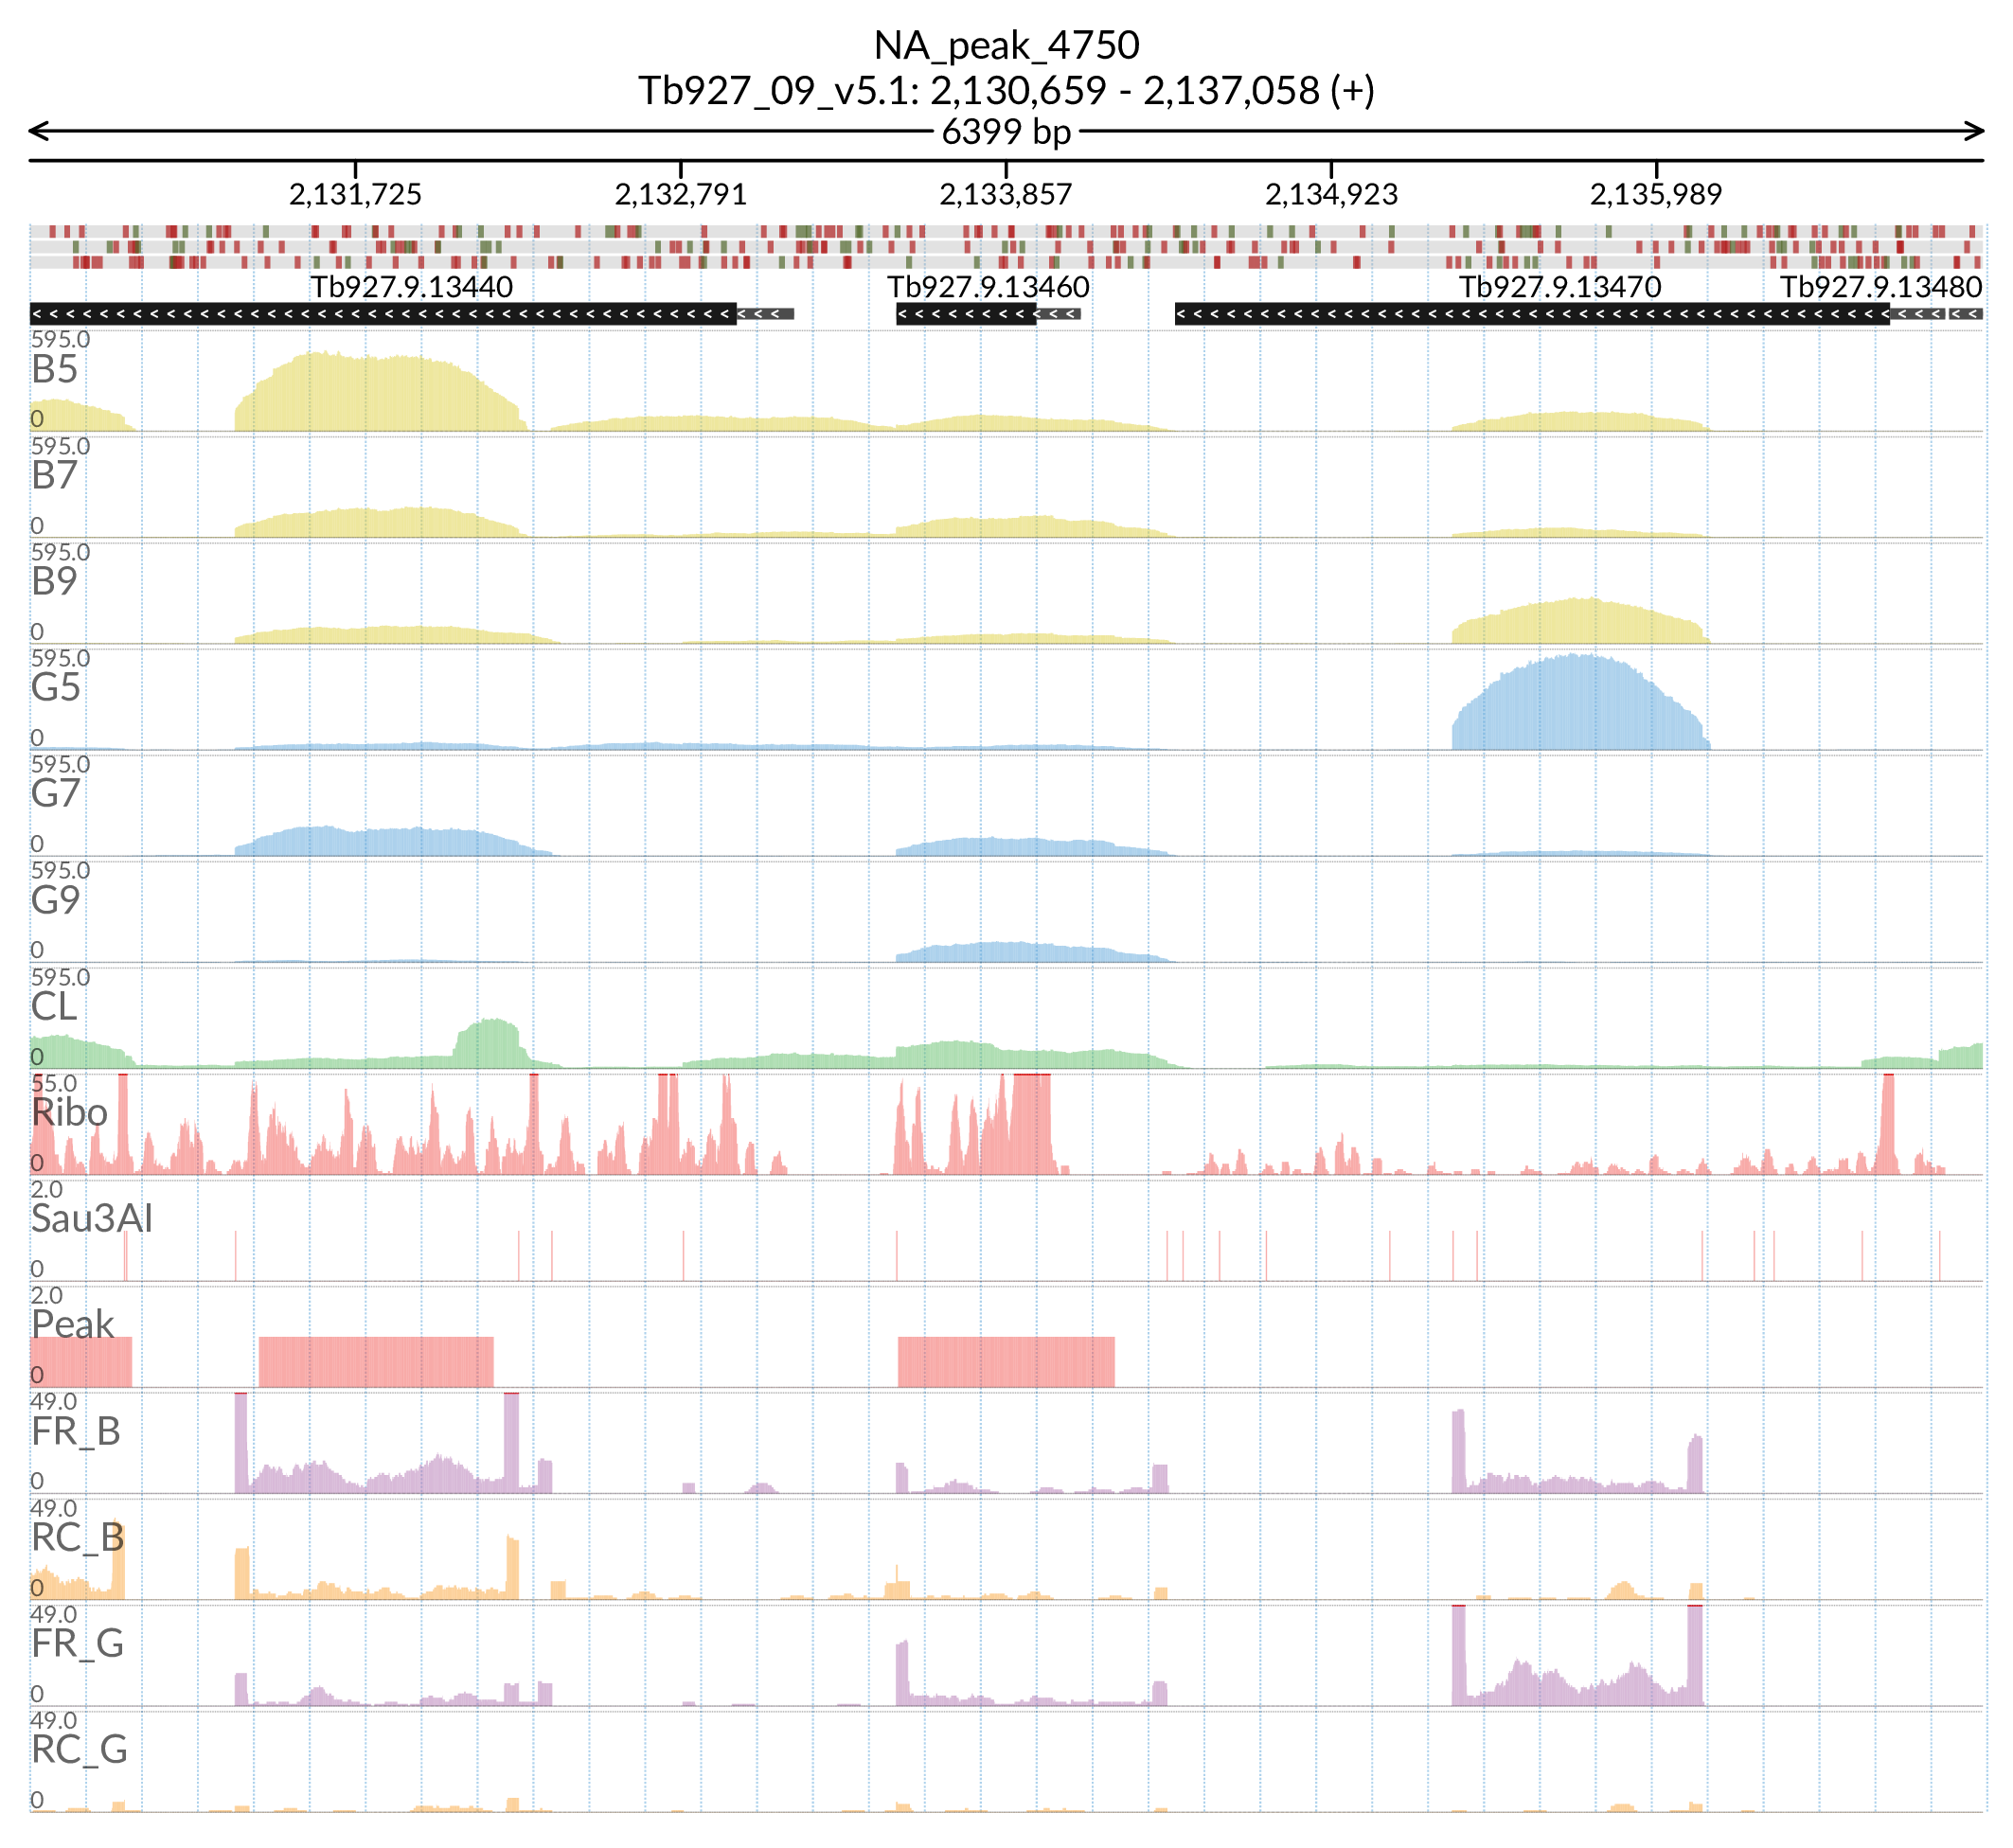 NA_peak_4750
Tb927_09_v5.1: 2,130,659 - 2,137,058 (+)
6399 bp
2,131,725 2,132,791 2,133,857 2,134,923 2,135,989
Tb927.9.13440 Tb927.9.13460 Tb927.9.13470 Tb927.9.13480
595.0
B5
0
595.0
B7
0
595.0
B9
0
595.0
G5
0
595.0
G7
0
595.0
G9
0
595.0
CL
0
55.0
Ribo
0
2.0
Sau3AI
0
2.0
Peak
0
49.0
FR_B
0
49.0
RC_B
0
49.0
FR_G
0
49.0
RC_G
0